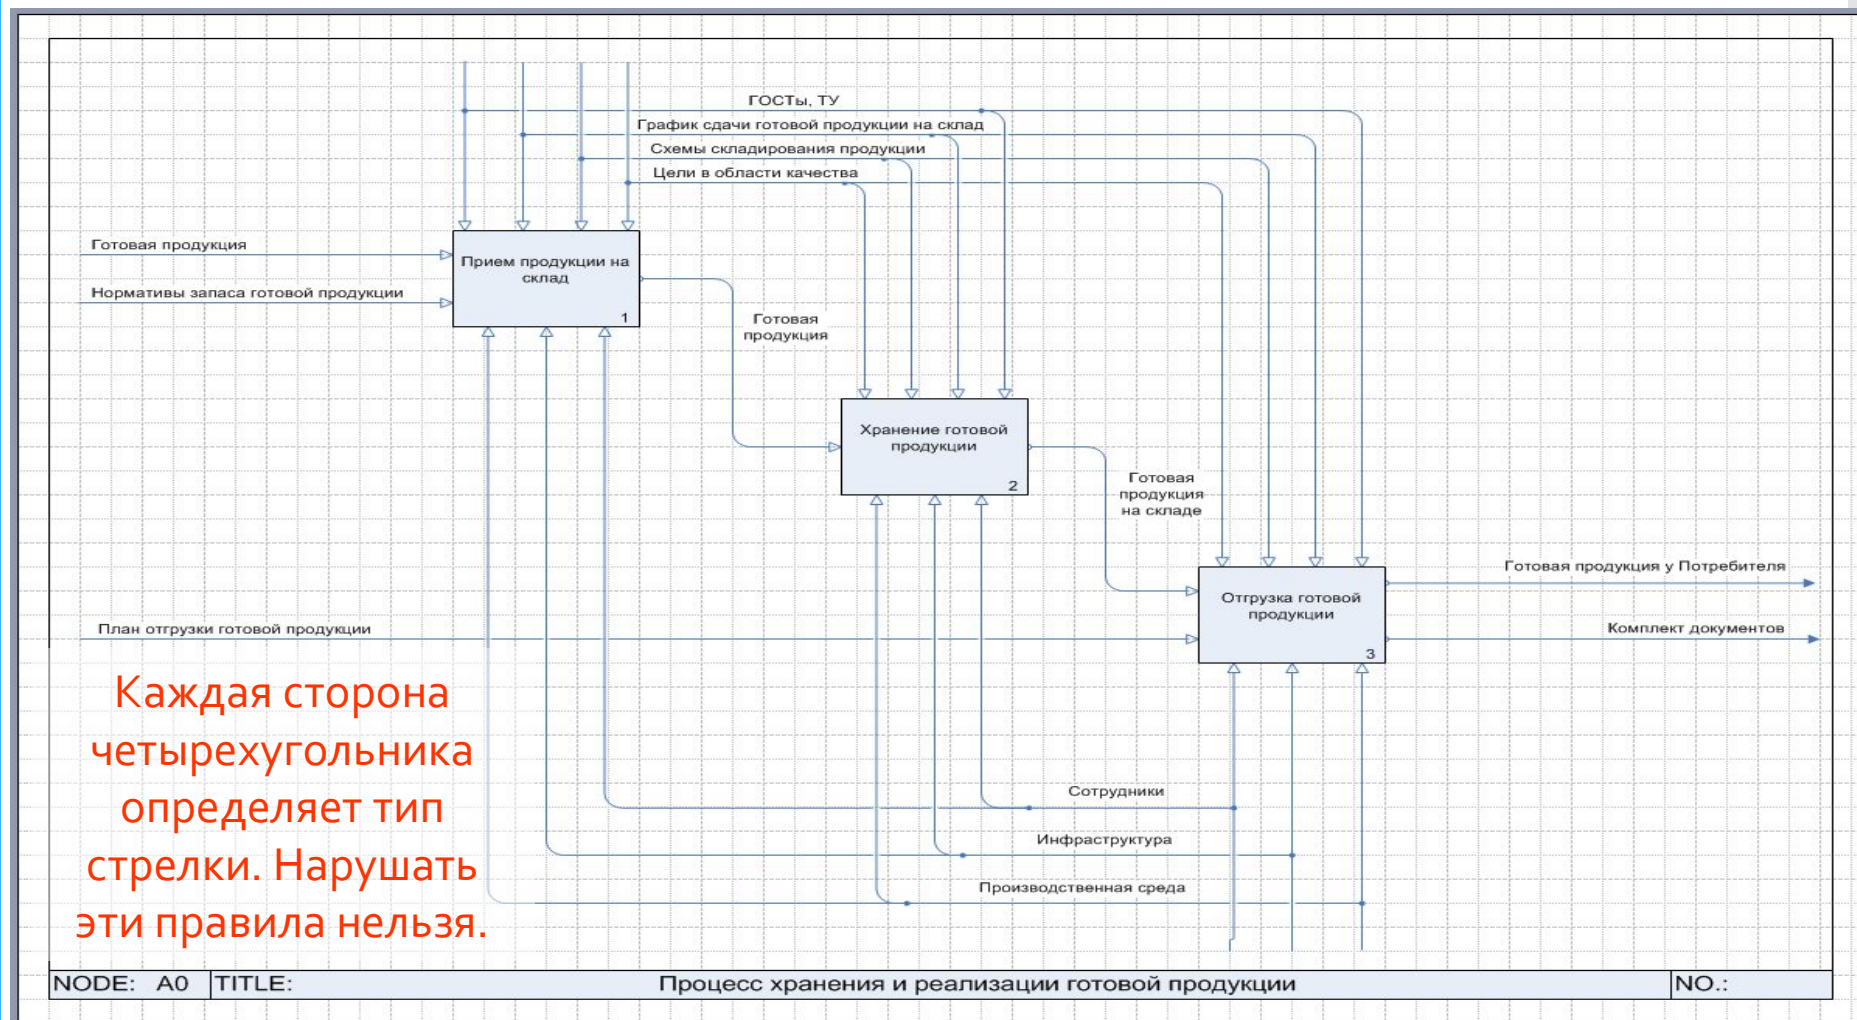 ГОСТы, ТУ
График сдачи готовой продукции на склад
Схемы складирования продукции
Цели в области качества
Готовая продукция
Нормативы запаса готовой продукции
Прием продукции на
склад
1
Готовая
продукция
Хранение готовой
продукции
2
Готовая
продукция
на складе
Отгрузка готовой
продукции
3
Готовая продукция у Потребителя
Комплект документов
План отгрузки готовой продукции
Каждая сторона
четырехугольника
определяет тип
стрелки. Нарушать
эти правила нельзя.
Сотрудники
Инфраструктура
Производственная среда
NODE: A0 TITLE: Процесс хранения и реализации готовой продукции NO.: